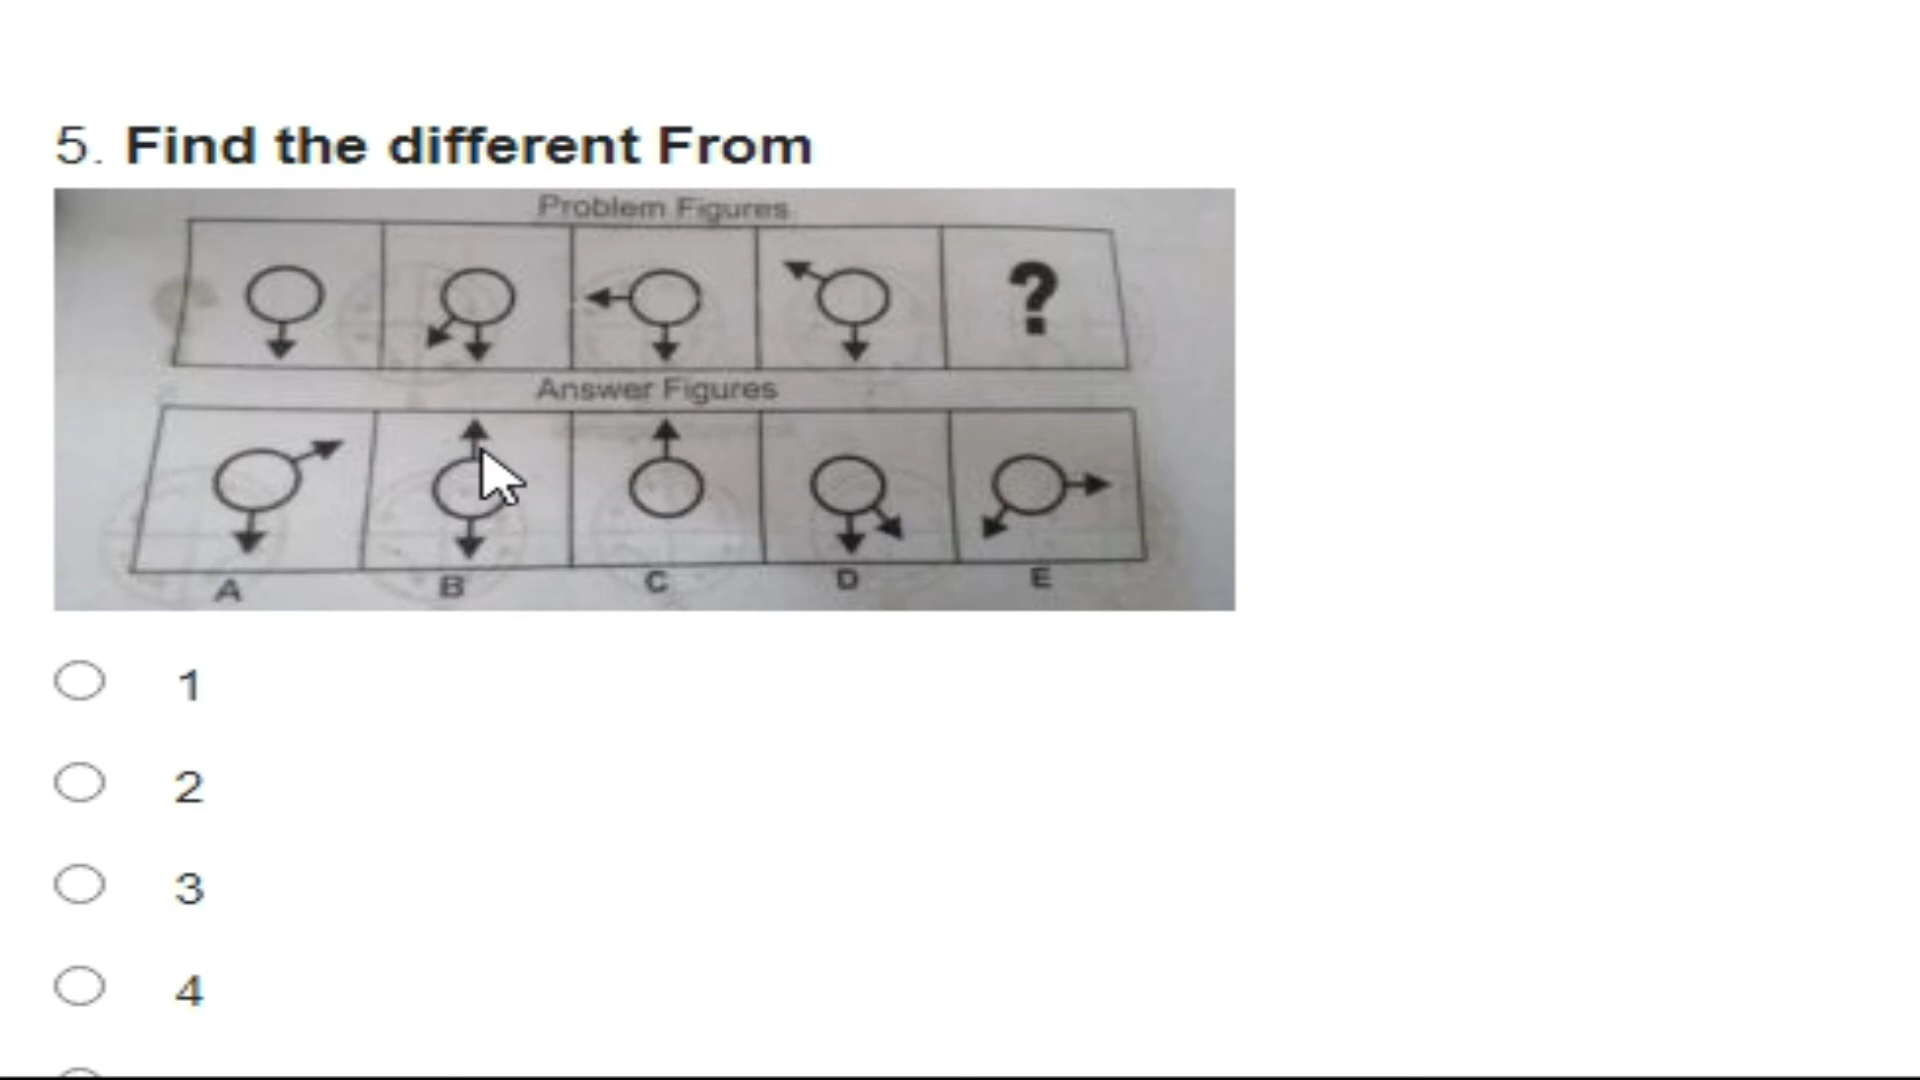 5. Find the different From
Problem Figures
?
Answer Figures
A B C D E
1
2
3
4